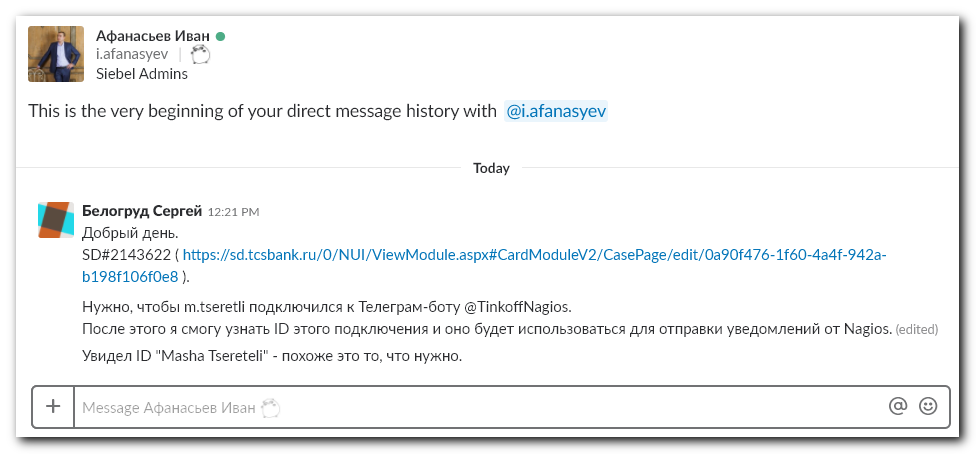 Афанасьев Иван
i.afanasyev |
Siebel Admins
This is the very beginning of your direct message history with @i.afanasyev
Today
Белогруд Сергей 12:21 PM
Добрый день.
SD#2143622 ( https://sd.tcsbank.ru/0/NUI/ViewModule.aspx#CardModuleV2/CasePage/edit/0a90f476-1f60-4a4f-942a-
b198f106f0e8 ).
Нужно, чтобы m.tseretli подключился к Телеграм-боту @TinkoffNagios.
После этого я смогу узнать ID этого подключения и оно будет использоваться для отправки уведомлений от Nagios. (edited)
Увидел ID "Masha Tsereteli" - похоже это то, что нужно.
+ Message Афанасьев Иван @